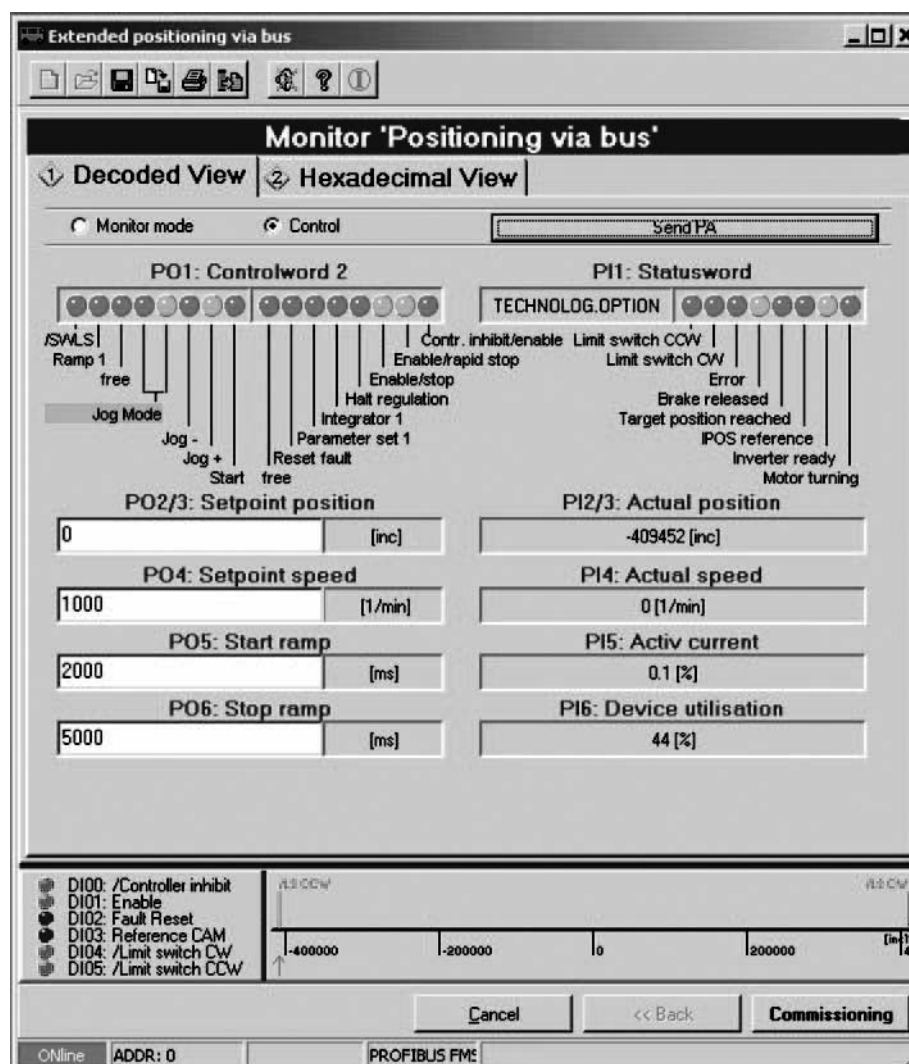 Extended positioning via bus
Monitor 'Positioning via bus'
1 Decoded View
2 Hexadecimal View
Monitor mode
Control
Send PA
PO1: Controlword 2
PI1: Statusword
TECHNOLOG.OPTION
/SWLS
Ramp 1
free
Jog Mode
Jog -
Jog +
Start
Contr. inhibit/enable
Enable/rapid stop
Enable/stop
Halt regulation
Integrator 1
Parameter set 1
Reset fault
free
Limit switch CCW
Limit switch CW
Error
Brake released
Target position reached
IPOS reference
Inverter ready
Motor turning
PO2/3: Setpoint position
0 [inc]
PI2/3: Actual position
-409452 [inc]
PO4: Setpoint speed
1000 [1/min]
PI4: Actual speed
0 [1/min]
PO5: Start ramp
2000 [ms]
PI5: Activ current
0.1 [%]
PO6: Stop ramp
5000 [ms]
PI6: Device utilisation
44 [%]
DI00: /Controller inhibit
DI01: Enable
DI02: Fault Reset
DI03: Reference CAM
DI04: /Limit switch CW
DI05: /Limit switch CCW
-400000 -200000 0 200000
Cancel
<< Back
Commissioning
ONline
ADDR: 0
PROFIBUS FMS